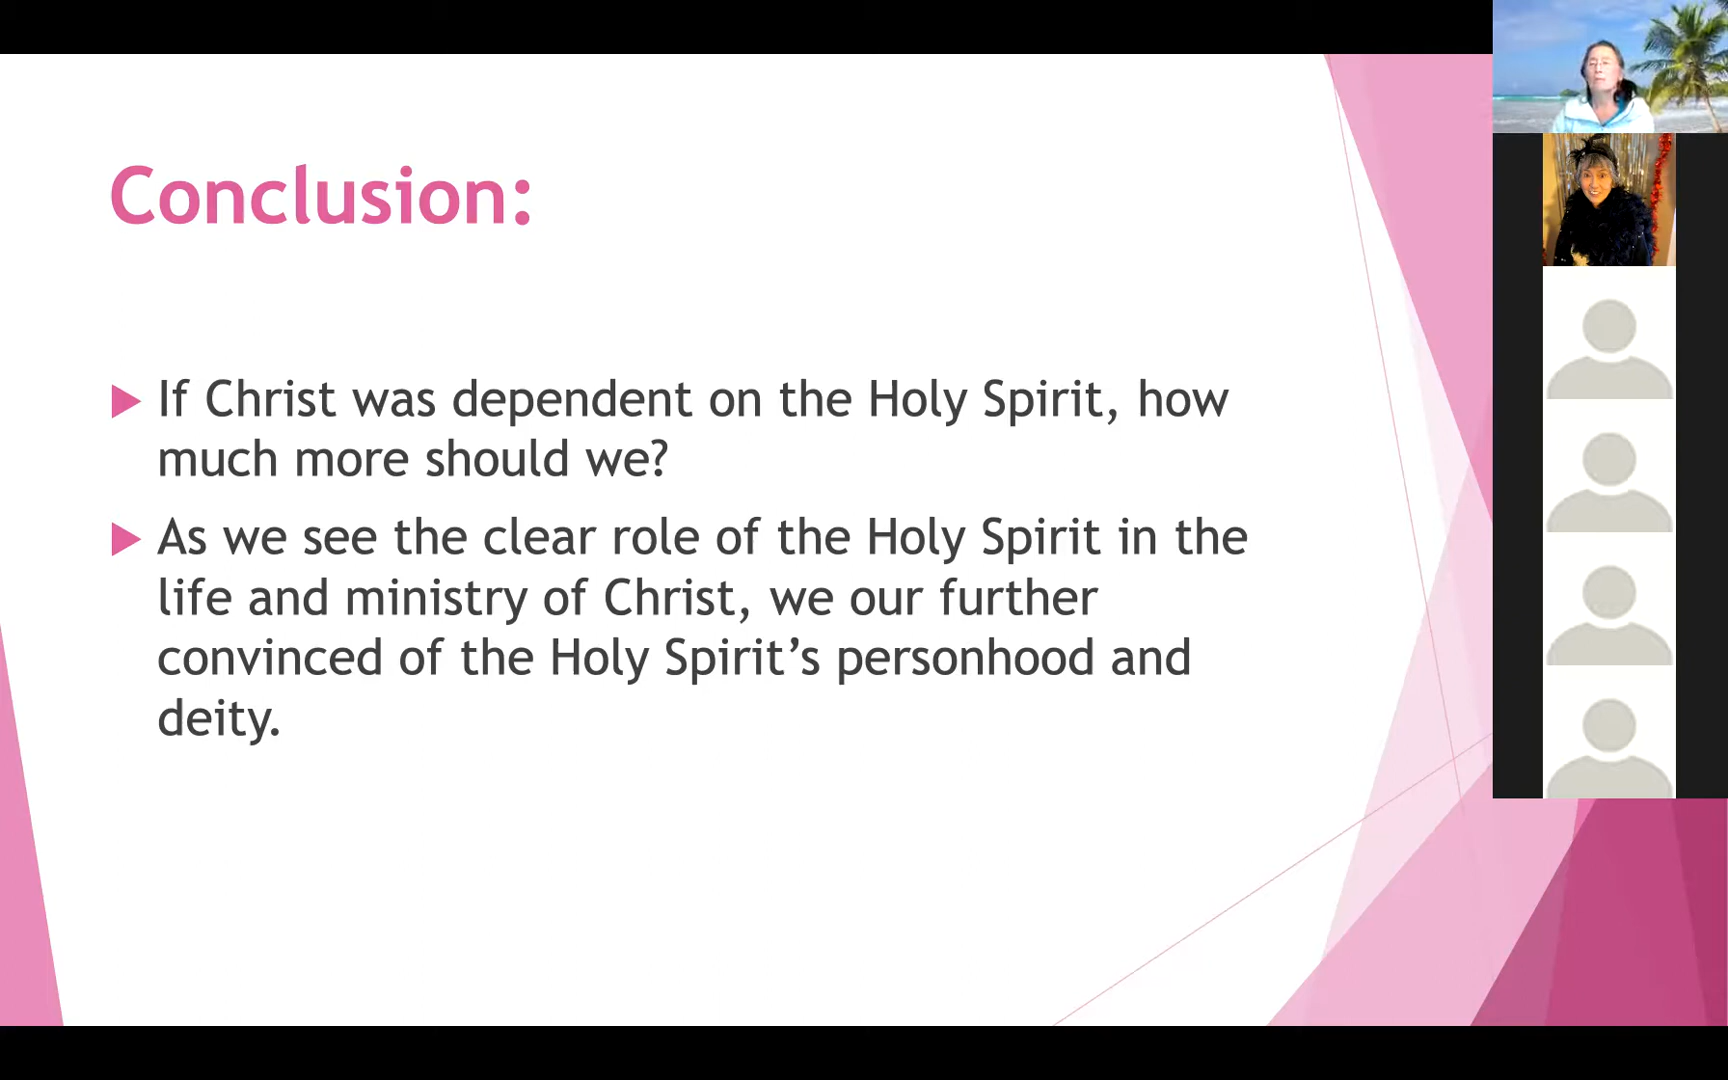 Conclusion:
If Christ was dependent on the Holy Spirit, how
much more should we?
As we see the clear role of the Holy Spirit in the
life and ministry of Christ, we our further
convinced of the Holy Spirit’s personhood and
deity.